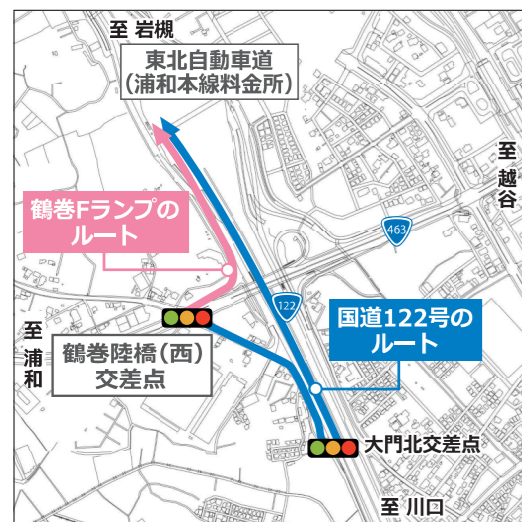 至 岩槻
東北自動車道
（浦和本線料金所）
至 越谷
鶴巻Fランプの
ルート
463
122
国道122号の
ルート
至 浦和
鶴巻陸橋（西）
交差点
大門北交差点
至 川口